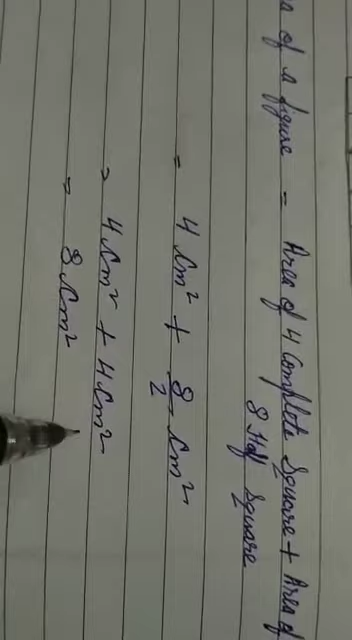 a of a figure = Area of 4 Complete Square + Area of
8 Half Square
= 4 cm² + 8/2 cm²
= 4 cm² + 4 cm²
= 8 cm²